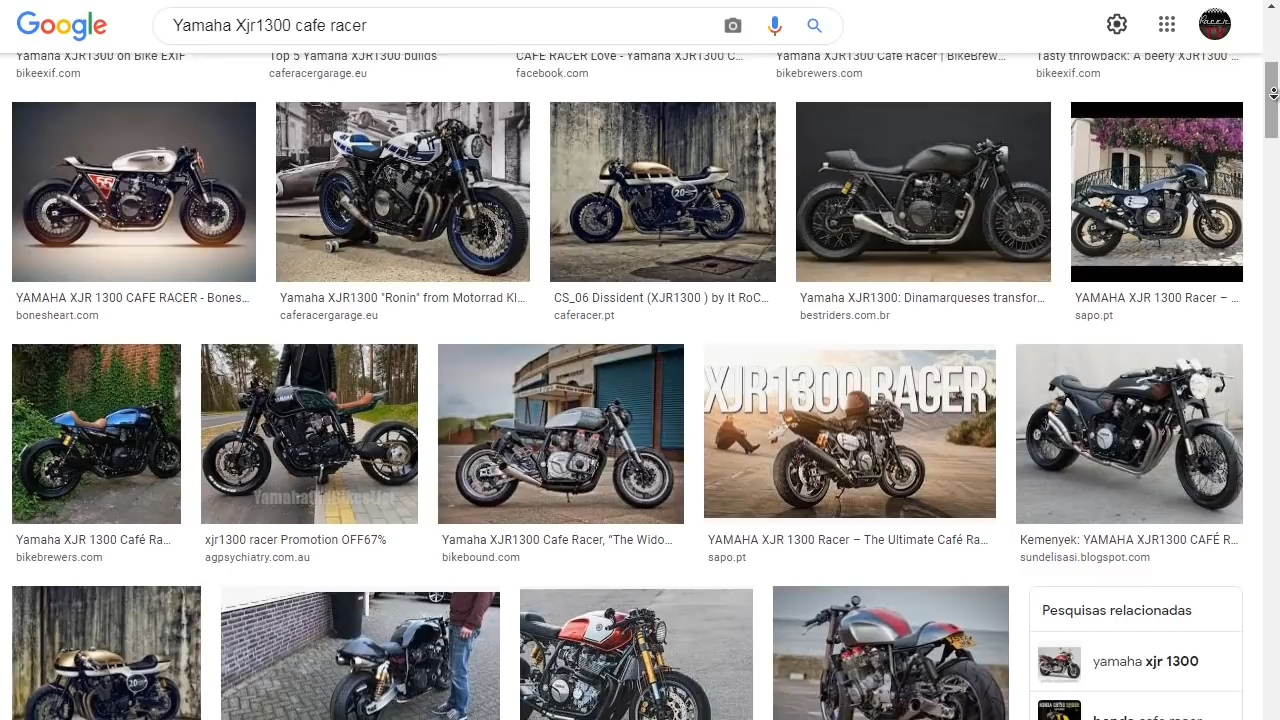 Google
Yamaha Xjr1300 cafe racer
Yamaha XJR1300 on Bike EXIF
Top 5 Yamaha XJR1300 builds
CAFE RACER Love - Yamaha XJR1300 C...
Yamaha XJR1300 Cafe Racer | BikeBrew...
Tasty throwback: A beefy XJR1300 ...
bikeexif.com
caferacergarage.eu
facebook.com
bikebrewers.com
bikeexif.com
YAMAHA XJR 1300 CAFE RACER - Bones...
Yamaha XJR1300 "Ronin" from Motorrad Kl...
CS_06 Dissident (XJR1300 ) by It RoC...
Yamaha XJR1300: Dinamarqueses transfor...
YAMAHA XJR 1300 Racer – ...
bonesheart.com
caferacergarage.eu
caferacer.pt
bestriders.com.br
sapo.pt
XJR1300 RACER
Yamaha XJR 1300 Café Ra...
xjr1300 racer Promotion OFF67%
Yamaha XJR1300 Cafe Racer, “The Wido...
YAMAHA XJR 1300 Racer – The Ultimate Café Ra...
Kemenyek: YAMAHA XJR1300 CAFÉ R...
bikebrewers.com
agpsychiatry.com.au
bikebound.com
sapo.pt
sundelisasi.blogspot.com
Pesquisas relacionadas
yamaha xjr 1300